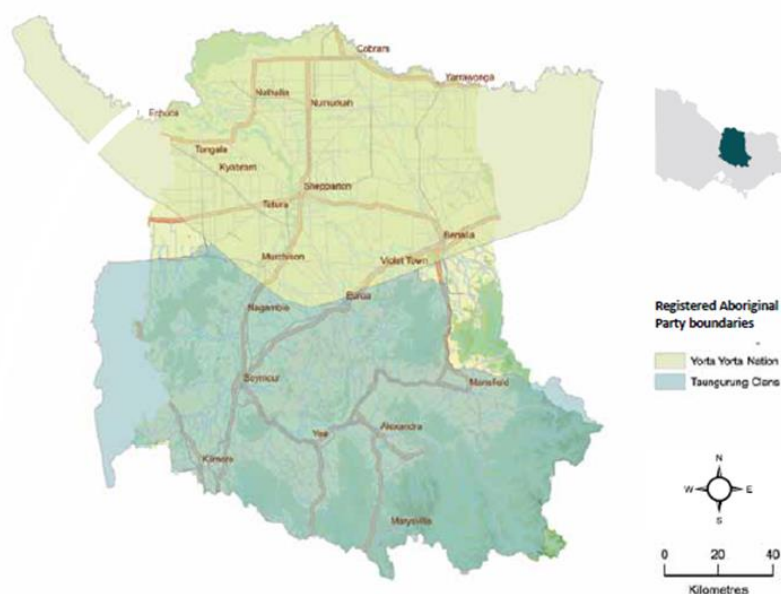 Cobram
Yarrawonga
Nathalia
Numurkah
Echuca
Tongala
Kyabram
Shepparton
Tatura
Benalla
Murchison
Violet Town
Euroa
Nagambie
Seymour
Mansfield
Yea
Alexandra
Kilmore
Marysville
Registered Aboriginal
Party boundaries
Yorta Yorta Nation
Taungurung Clans
N
W E
S
0 20 40
Kilometres